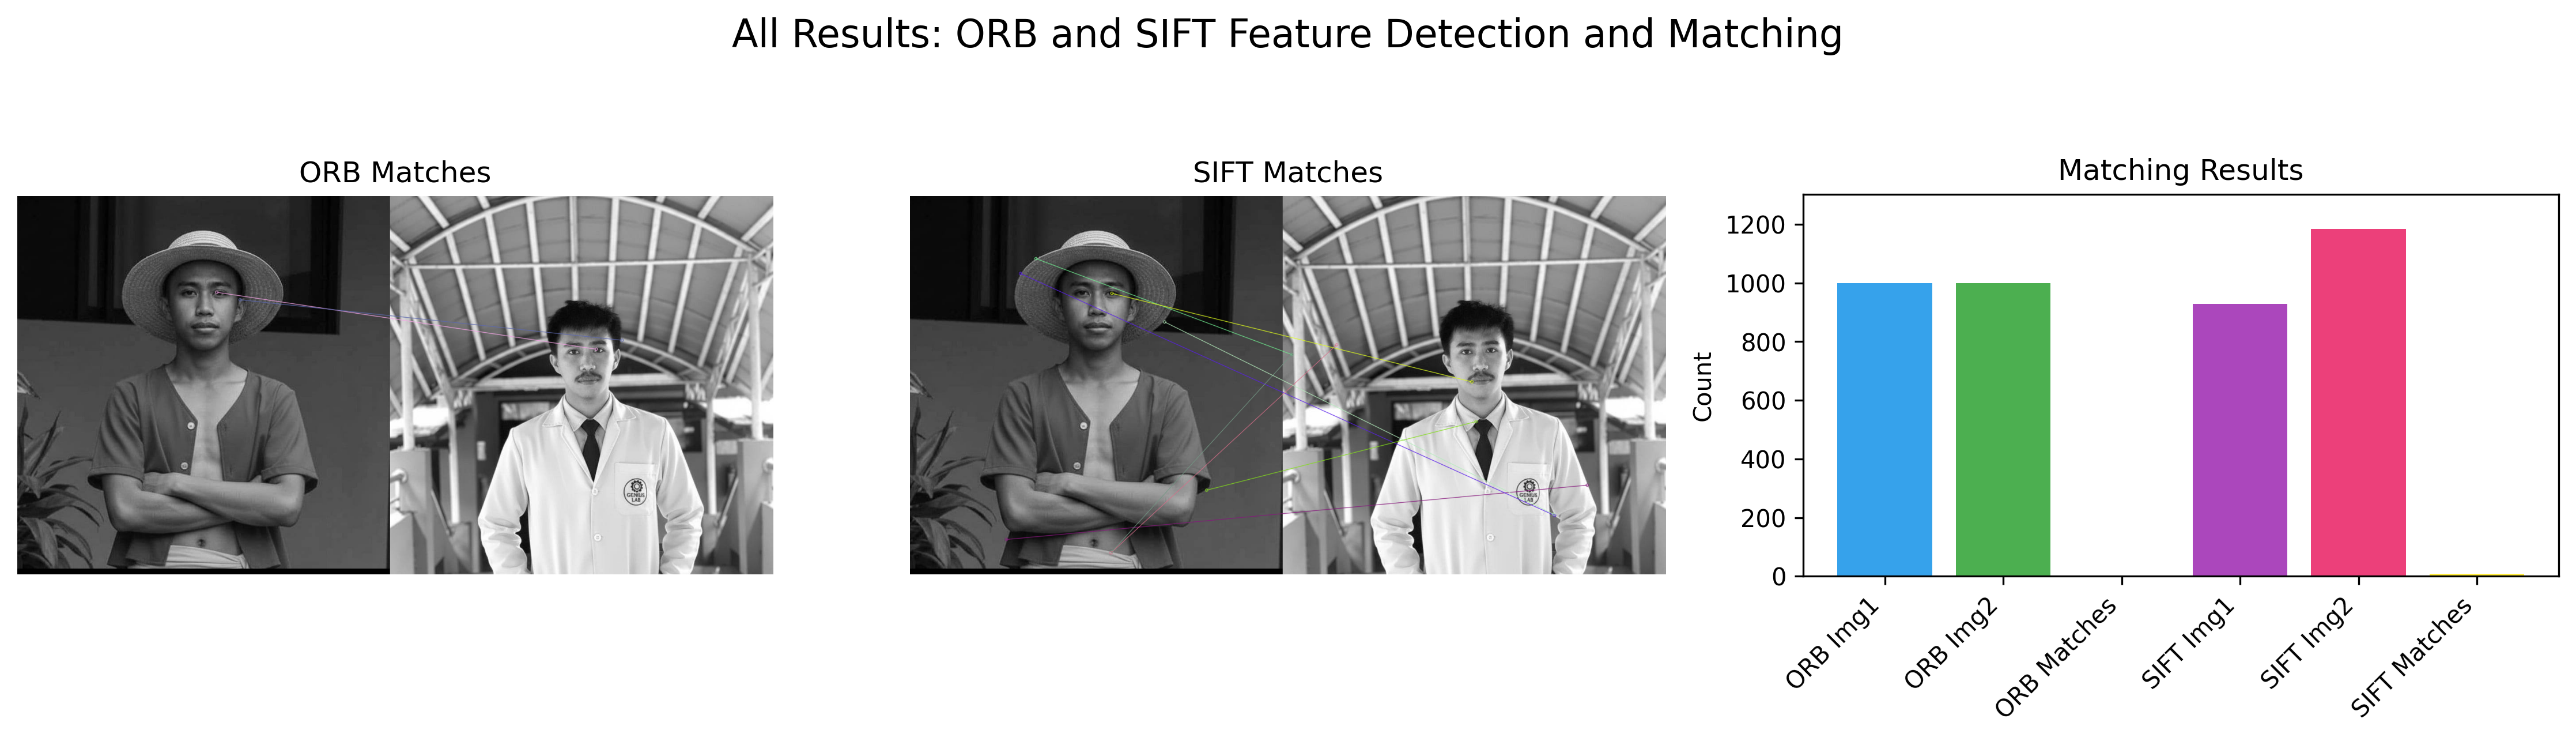 All Results: ORB and SIFT Feature Detection and Matching
ORB Matches
GENIUS
LAB
SIFT Matches
GENIUS
LAB
Matching Results
Count
1200
1000
800
600
400
200
0
ORB Img1
ORB Img2
ORB Matches
SIFT Img1
SIFT Img2
SIFT Matches